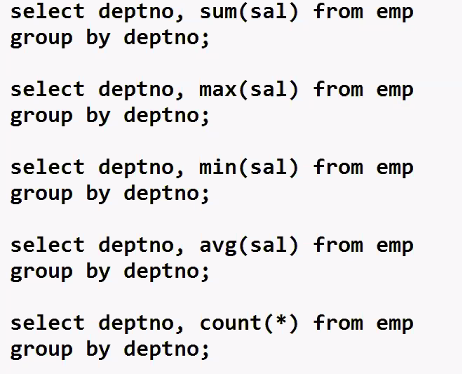 select deptno, sum(sal) from emp
group by deptno;
select deptno, max(sal) from emp
group by deptno;
select deptno, min(sal) from emp
group by deptno;
select deptno, avg(sal) from emp
group by deptno;
select deptno, count(*) from emp
group by deptno;